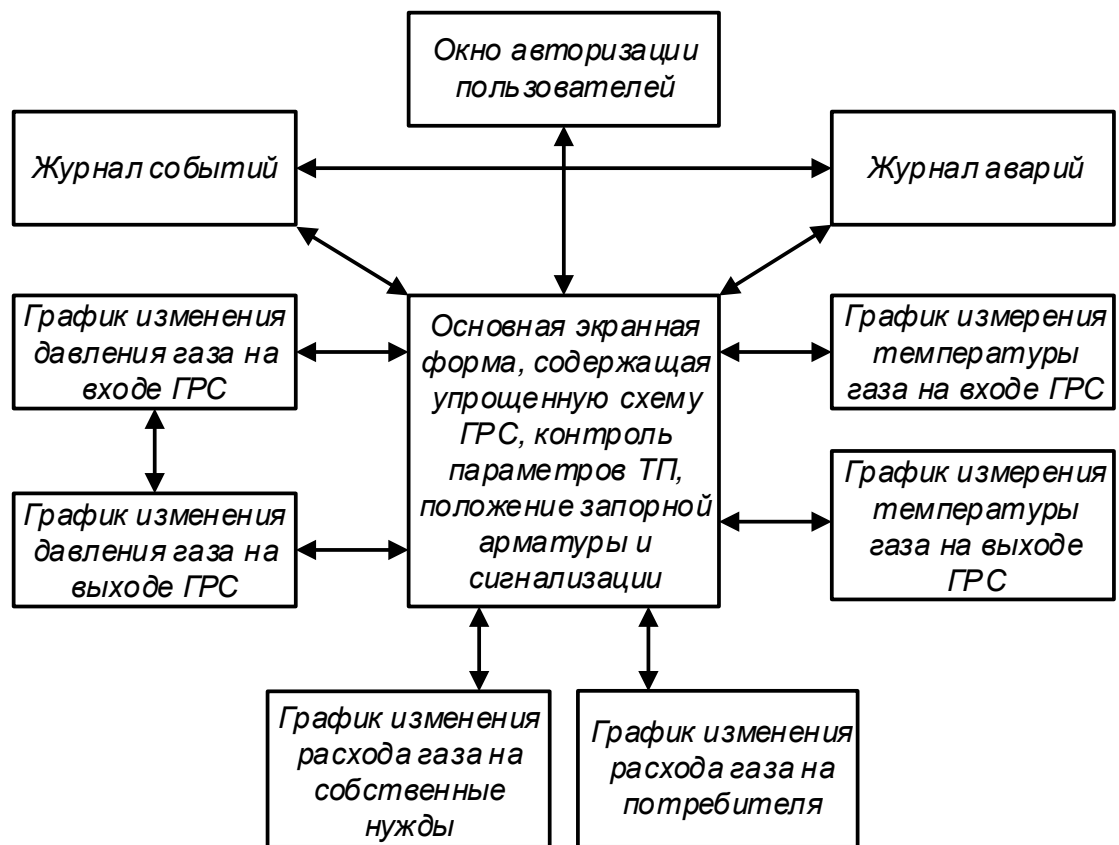 Окно авторизации
пользователей
Журнал событий
Журнал аварий
График изменения
давления газа на
входе ГРС
Основная экранная
форма, содержащая
упрощенную схему
ГРС, контроль
параметров ТП,
положение запорной
арматуры и
сигнализации
График измерения
температуры
газа на входе ГРС
График изменения
давления газа на
выходе ГРС
График измерения
температуры
газа на выходе
ГРС
График изменения
расхода газа на
собственные
нужды
График изменения
расхода газа на
потребителя